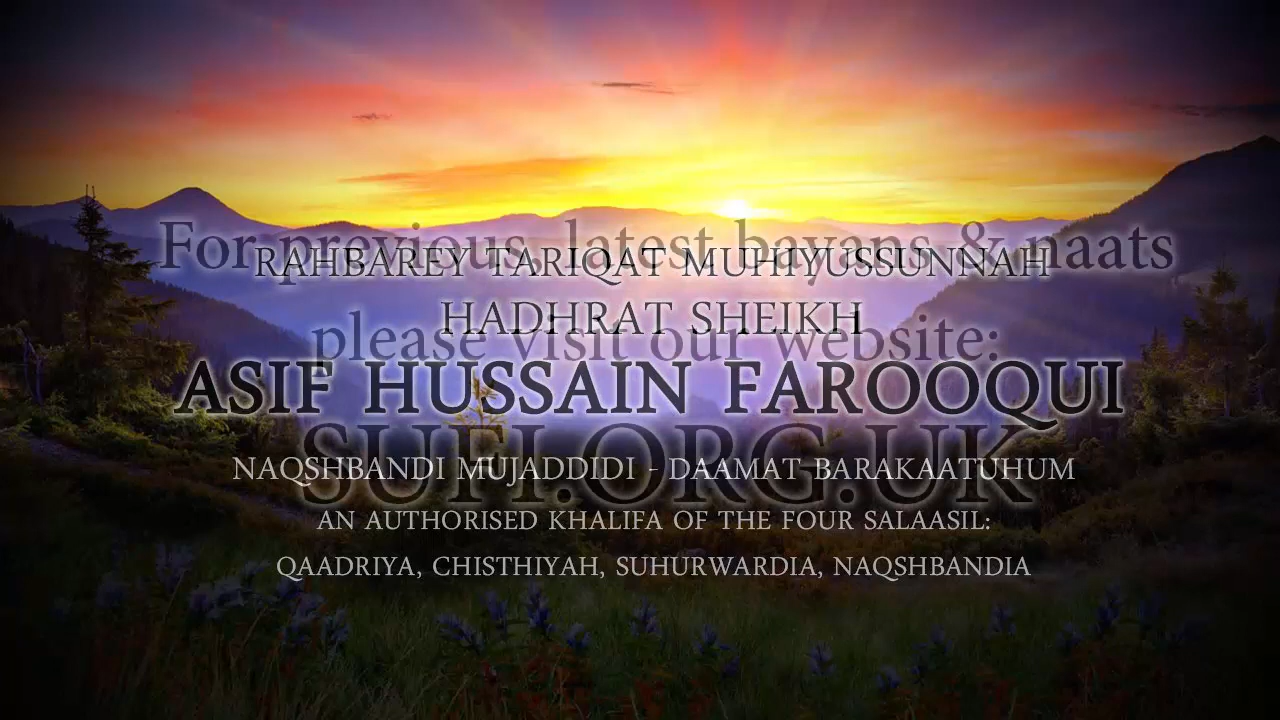 For previous, latest bayans & naats
please visit our website:
SUFI.ORG.UK
RAHBAREY TARIQAT MUHIYUSSUNNAH
HADHRAT SHEIKH
ASIF HUSSAIN FAROOQUI
NAQSHBANDI MUJADDIDI - DAAMAT BARAKAATUHUM
AN AUTHORISED KHALIFA OF THE FOUR SALAASIL:
QAADRIYA, CHISTHIYAH, SUHURWARDIA, NAQSHBANDIA